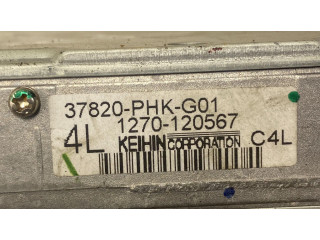 37820-PHK-G01
1270-120567
4L KEIHIN CORPORATION C4L